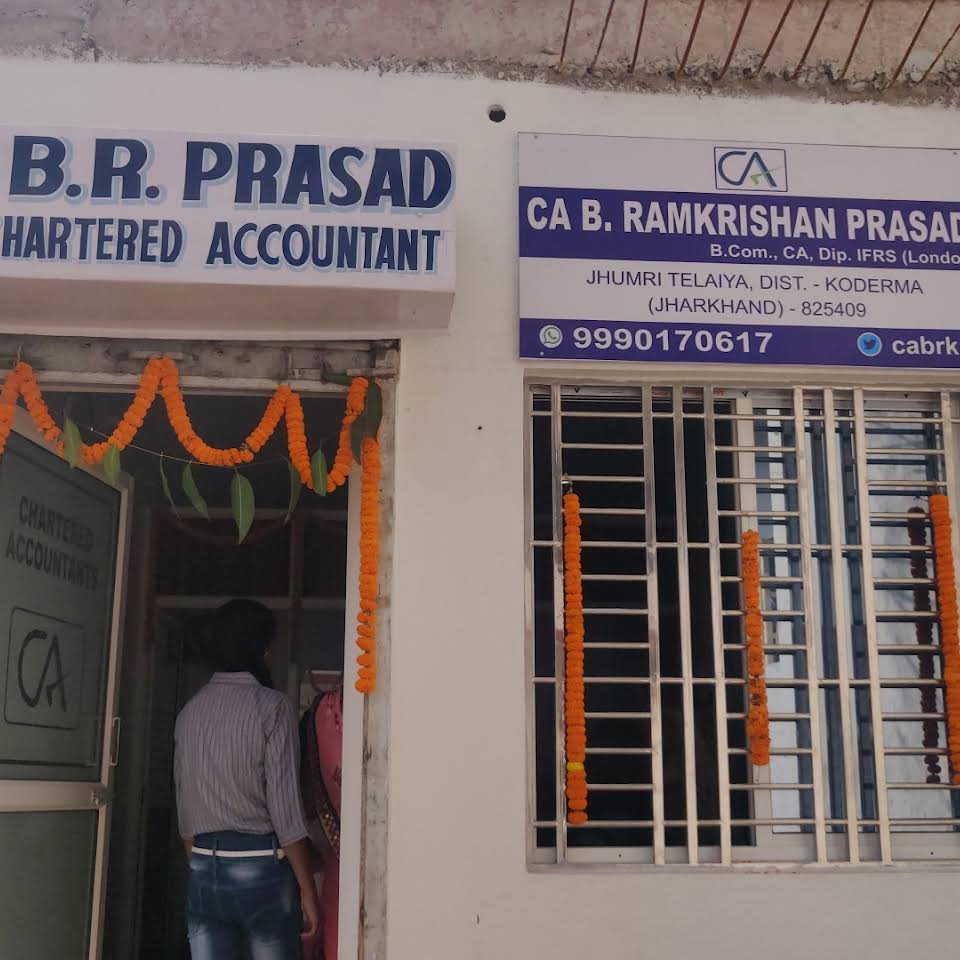 B.R. PRASAD
HARTERED ACCOUNTANT
CA
CA B. RAMKRISHAN PRASAD
B.Com., CA, Dip. IFRS (Londo
JHUMRI TELAIYA, DIST. - KODERMA
(JHARKHAND) - 825409
9990170617
cabrk
CHARTERED
ACCOUNTANTS
CA